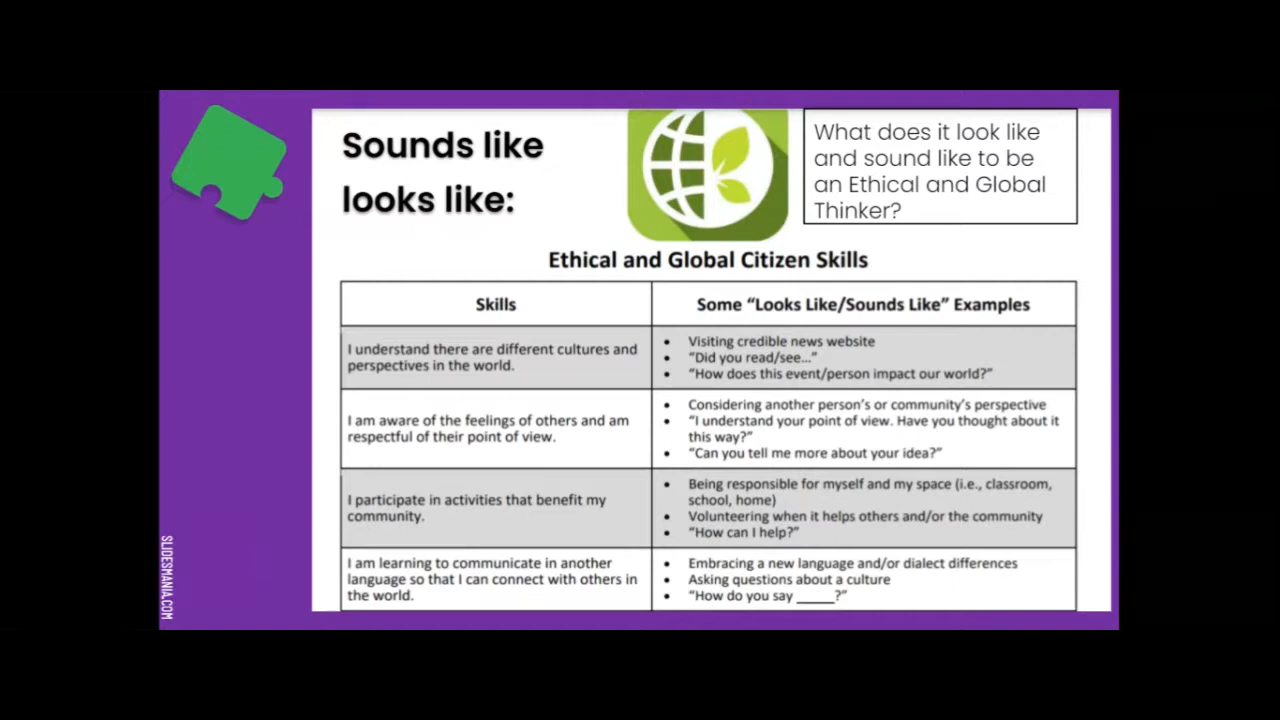 Sounds like
looks like:
What does it look like
and sound like to be
an Ethical and Global
Thinker?
Ethical and Global Citizen Skills
Skills
Some “Looks Like/Sounds Like” Examples
I understand there are different cultures and
perspectives in the world.
• Visiting credible news website
• “Did you read/see…”
• “How does this event/person impact our world?”
I am aware of the feelings of others and am
respectful of their point of view.
• Considering another person’s or community’s perspective
• “I understand your point of view. Have you thought about it
this way?”
• “Can you tell me more about your idea?”
I participate in activities that benefit my
community.
• Being responsible for myself and my space (i.e., classroom,
school, home)
• Volunteering when it helps others and/or the community
• “How can I help?”
I am learning to communicate in another
language so that I can connect with others in
the world.
• Embracing a new language and/or dialect differences
• Asking questions about a culture
• “How do you say _____?”
SLIDESMANIA.COM